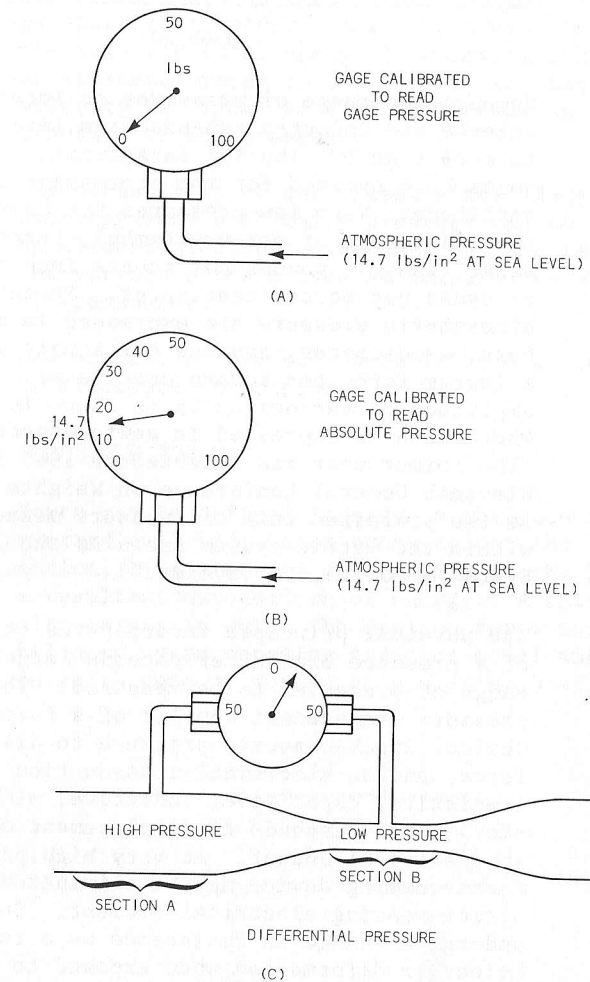 50
lbs
0
100
GAGE CALIBRATED
TO READ
GAGE PRESSURE
ATMOSPHERIC PRESSURE
(14.7 lbs/in² AT SEA LEVEL)
(A)
50
40
30
20
14.7
lbs/in²
10
0
100
GAGE CALIBRATED
TO READ
ABSOLUTE PRESSURE
ATMOSPHERIC PRESSURE
(14.7 lbs/in² AT SEA LEVEL)
(B)
0
50
50
HIGH PRESSURE
LOW PRESSURE
SECTION A
SECTION B
DIFFERENTIAL PRESSURE
(C)